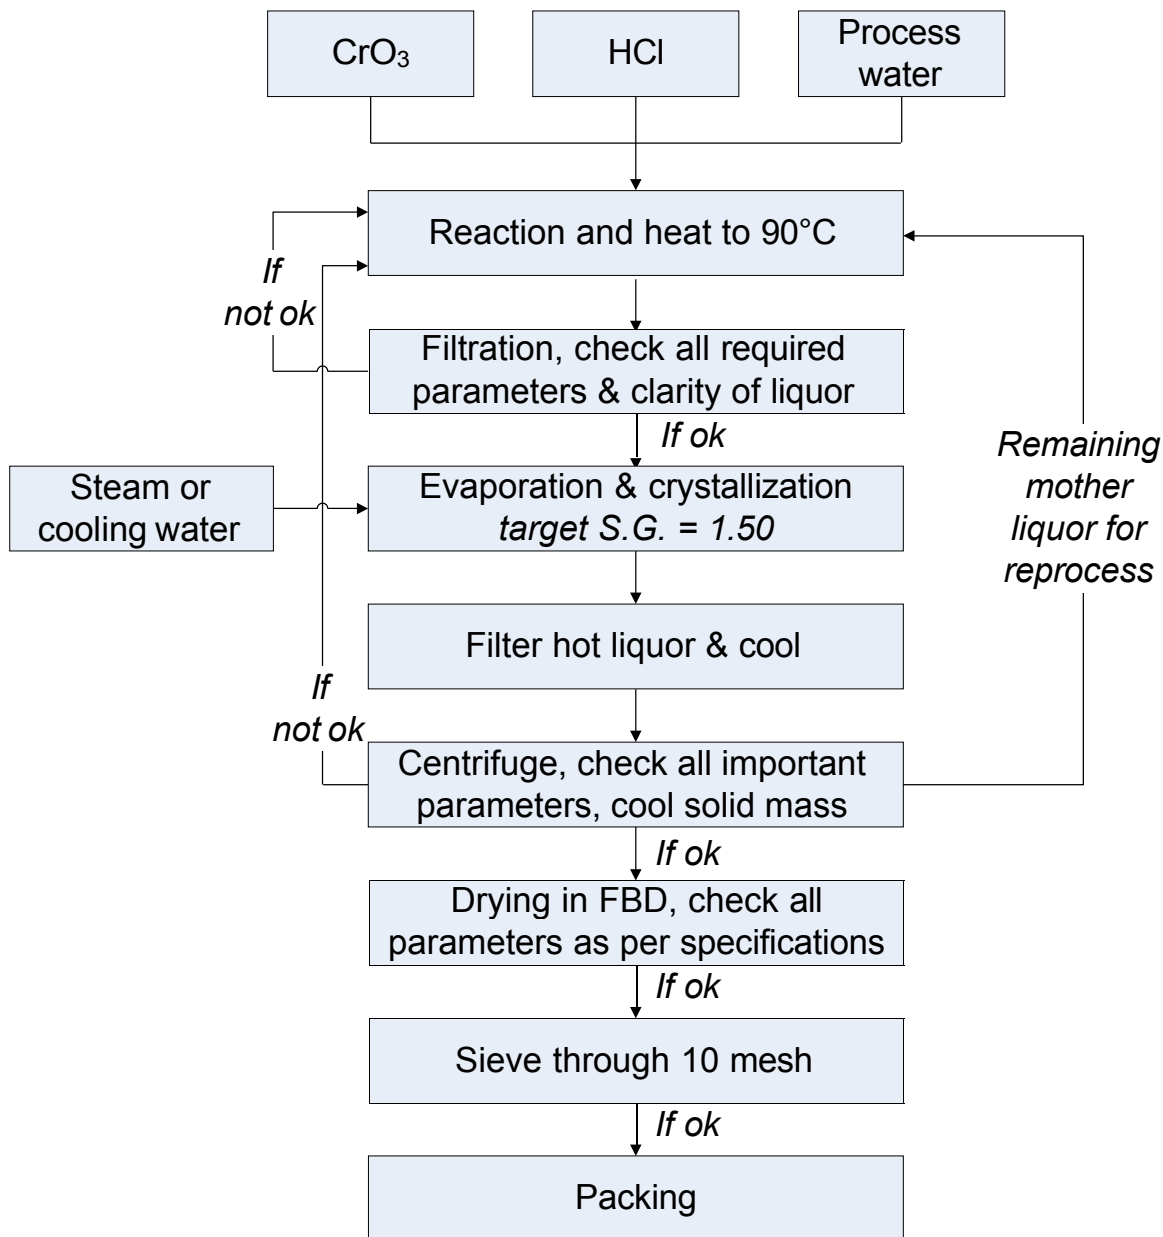 CrO₃
HCl
Process
water
Reaction and heat to 90°C
If
not ok
Filtration, check all required
parameters & clarity of liquor
If ok
Steam or
cooling water
Evaporation & crystallization
target S.G. = 1.50
Remaining
mother
liquor for
reprocess
Filter hot liquor & cool
If
not ok
Centrifuge, check all important
parameters, cool solid mass
If ok
Drying in FBD, check all
parameters as per specifications
If ok
Sieve through 10 mesh
If ok
Packing